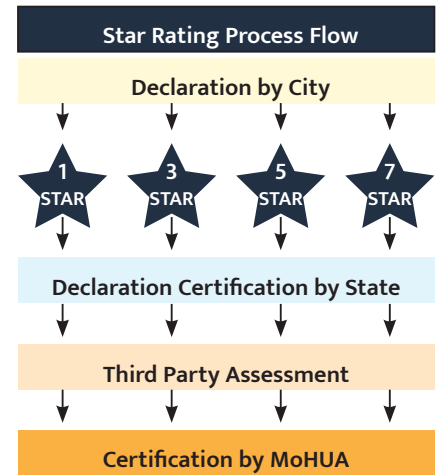 Star Rating Process Flow
Declaration by City
1 3 5 7
STAR STAR STAR STAR
Declaration Certification by State
Third Party Assessment
Certification by MoHUA